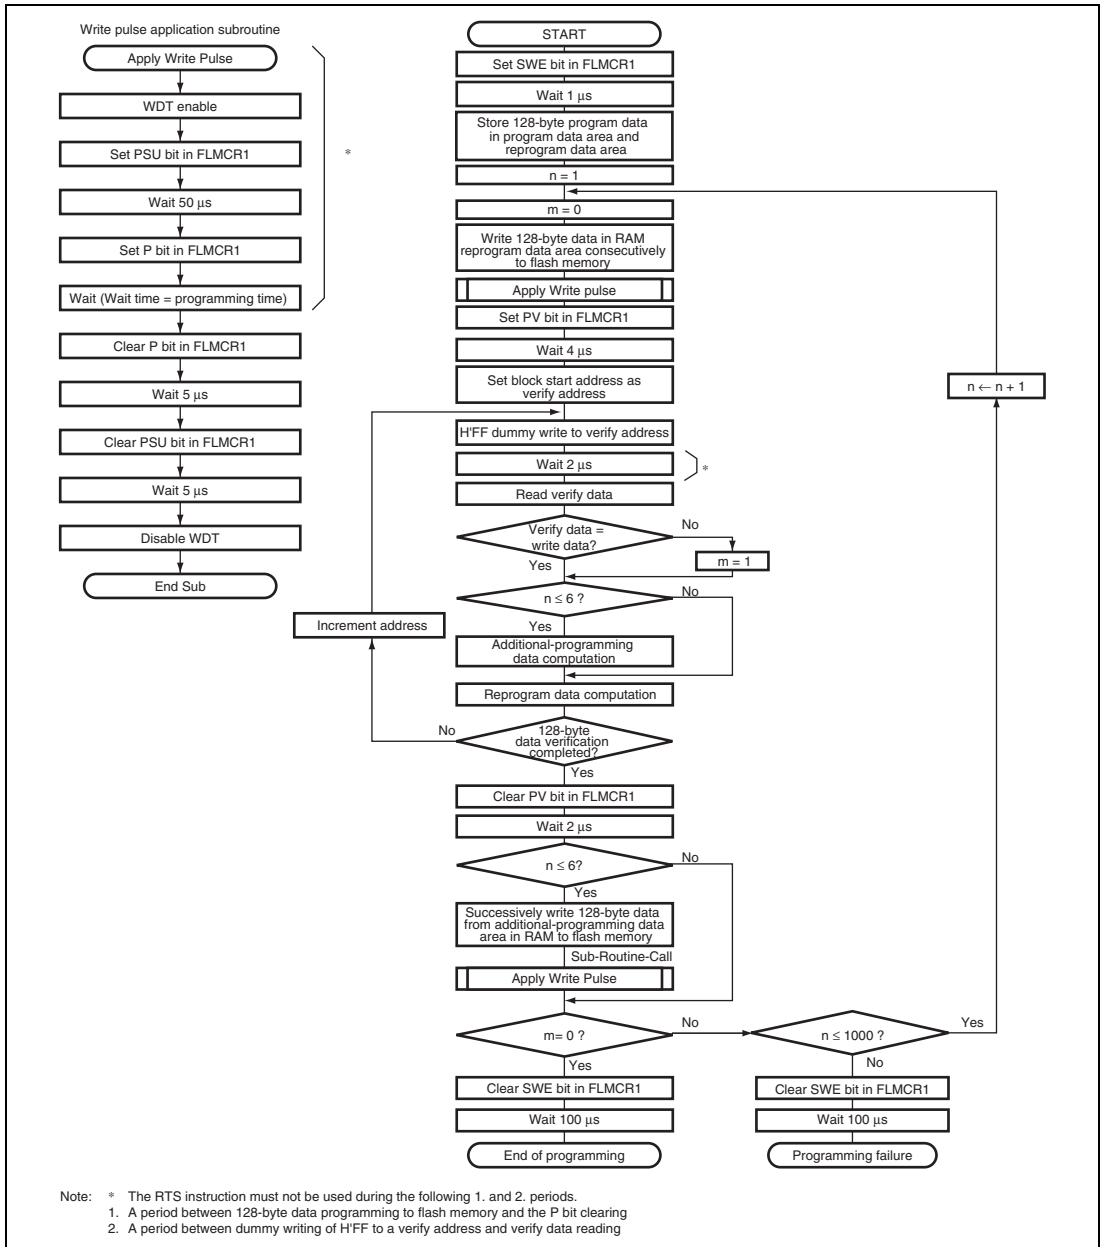 Write pulse application subroutine
Apply Write Pulse
WDT enable
Set PSU bit in FLMCR1
Wait 50 μs
Set P bit in FLMCR1
Wait (Wait time = programming time)
*
Clear P bit in FLMCR1
Wait 5 μs
Clear PSU bit in FLMCR1
Wait 5 μs
Disable WDT
End Sub
START
Set SWE bit in FLMCR1
Wait 1 μs
Store 128-byte program data
in program data area and
reprogram data area
n = 1
m = 0
Write 128-byte data in RAM
reprogram data area consecutively
to flash memory
Apply Write pulse
Set PV bit in FLMCR1
Wait 4 μs
Set block start address as
verify address
H'FF dummy write to verify address
Wait 2 μs
*
Read verify data
Verify data =
write data?
No
m = 1
Yes
n ≤ 6 ?
No
Yes
Additional-programming
data computation
Reprogram data computation
128-byte
data verification
completed?
No
Increment address
Yes
Clear PV bit in FLMCR1
Wait 2 μs
n ≤ 6?
No
Yes
Successively write 128-byte data
from additional-programming data
area in RAM to flash memory
Sub-Routine-Call
Apply Write Pulse
m= 0 ?
No
Yes
Clear SWE bit in FLMCR1
Wait 100 μs
End of programming
n ≤ 1000 ?
Yes
n ← n + 1
No
Clear SWE bit in FLMCR1
Wait 100 μs
Programming failure
Note: * The RTS instruction must not be used during the following 1. and 2. periods.
1. A period between 128-byte data programming to flash memory and the P bit clearing
2. A period between dummy writing of H'FF to a verify address and verify data reading